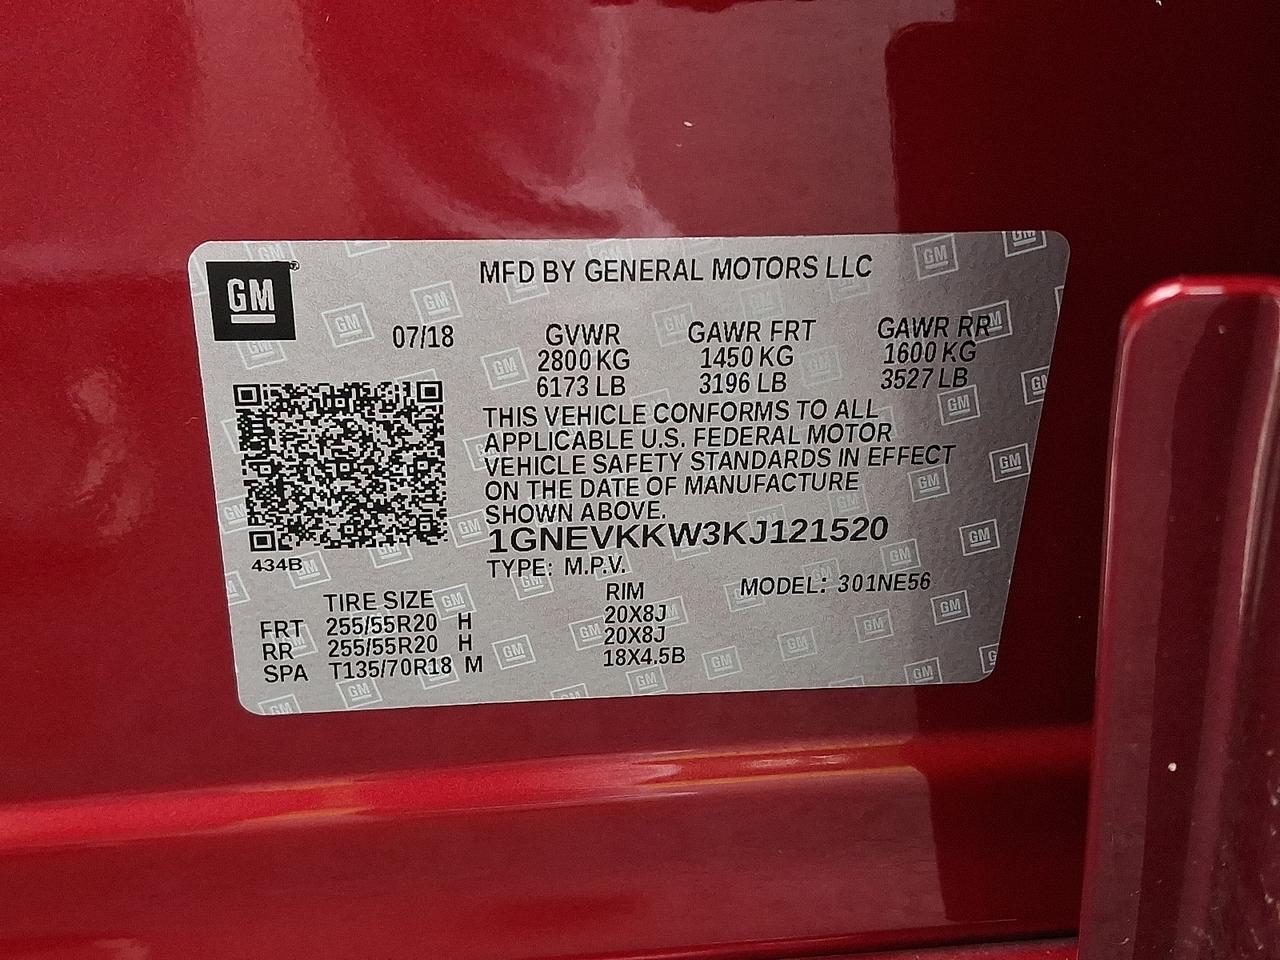 GM
MFD BY GENERAL MOTORS LLC
07/18 GVWR GAWR FRT GAWR RR
2800 KG 1450 KG 1600 KG
6173 LB 3196 LB 3527 LB
THIS VEHICLE CONFORMS TO ALL
APPLICABLE U.S. FEDERAL MOTOR
VEHICLE SAFETY STANDARDS IN EFFECT
ON THE DATE OF MANUFACTURE
SHOWN ABOVE.
1GNEVKKW3KJ121520
434B
TYPE: M.P.V.
MODEL: 301NE56
TIRE SIZE RIM
FRT 255/55R20 H 20X8J
RR 255/55R20 H 20X8J
SPA T135/70R18 M 18X4.5B